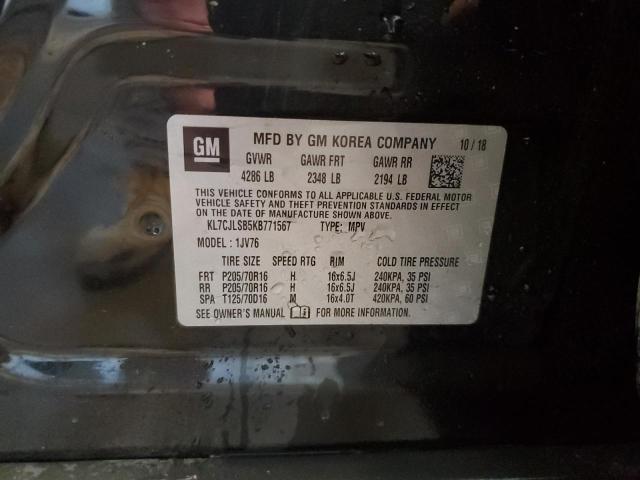 GM MFD BY GM KOREA COMPANY 10/18
GVWR GAWR FRT GAWR RR
4286 LB 2348 LB 2194 LB
THIS VEHICLE CONFORMS TO ALL APPLICABLE U.S. FEDERAL MOTOR
VEHICLE SAFETY AND THEFT PREVENTION STANDARDS IN EFFECT ON
THE DATE OF MANUFACTURE SHOWN ABOVE.
KL7CJLSB5KB771567 TYPE: MPV
MODEL: 1JV76
TIRE SIZE SPEED RTG RIM COLD TIRE PRESSURE
FRT P205/70R16 H 16x6.5J 240KPA, 35 PSI
RR P205/70R16 H 16x6.5J 240KPA, 35 PSI
SPA T125/70D16 M 16x4.0T 420KPA, 60 PSI
SEE OWNER'S MANUAL FOR MORE INFORMATION.